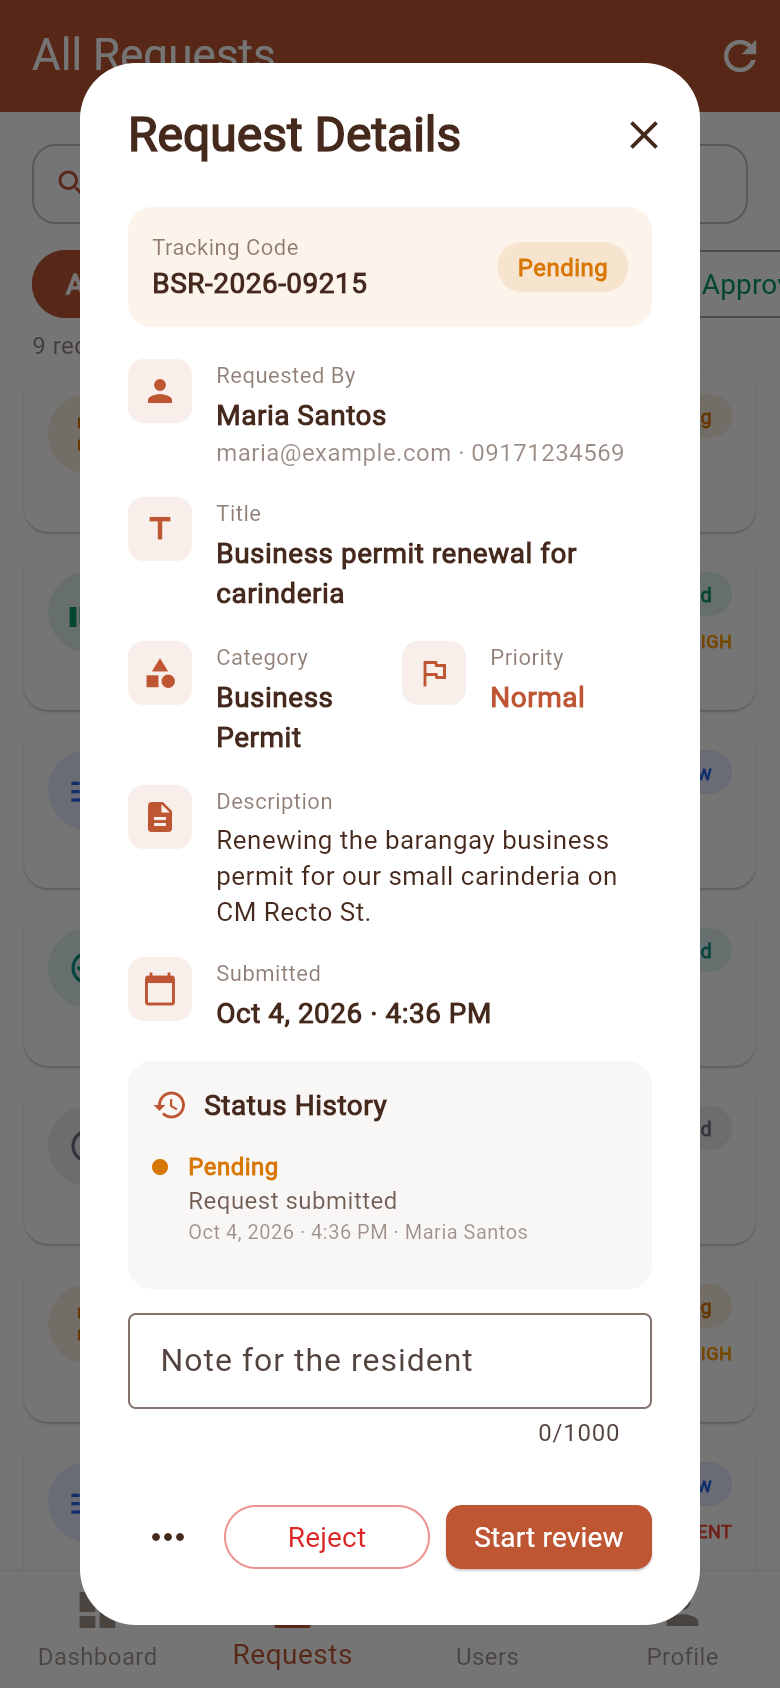 All Requests
Request Details
Tracking Code
BSR-2026-09215
Pending
Requested By
Maria Santos
maria@example.com · 09171234569
Title
Business permit renewal for
carinderia
Category
Business
Permit
Priority
Normal
Description
Renewing the barangay business
permit for our small carinderia on
CM Recto St.
Submitted
Oct 4, 2026 · 4:36 PM
Status History
Pending
Request submitted
Oct 4, 2026 · 4:36 PM · Maria Santos
Note for the resident
0/1000
Reject
Start review
Dashboard
Requests
Users
Profile